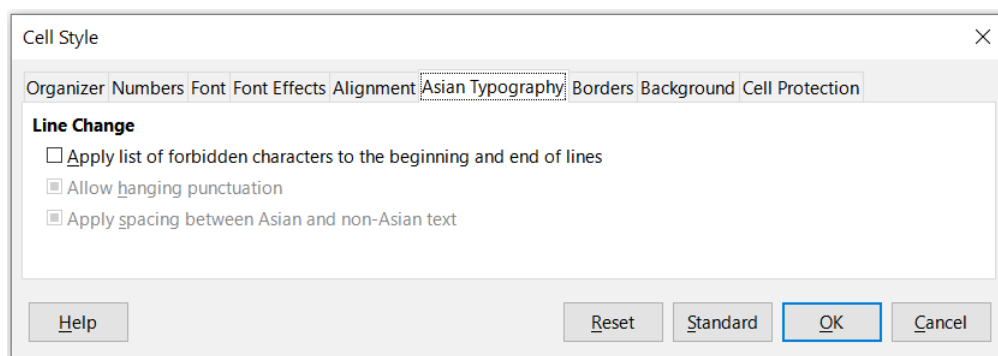 Cell Style
Organizer Numbers Font Font Effects Alignment Asian Typography Borders Background Cell Protection
Line Change
Apply list of forbidden characters to the beginning and end of lines
Allow hanging punctuation
Apply spacing between Asian and non-Asian text
Help Reset Standard OK Cancel